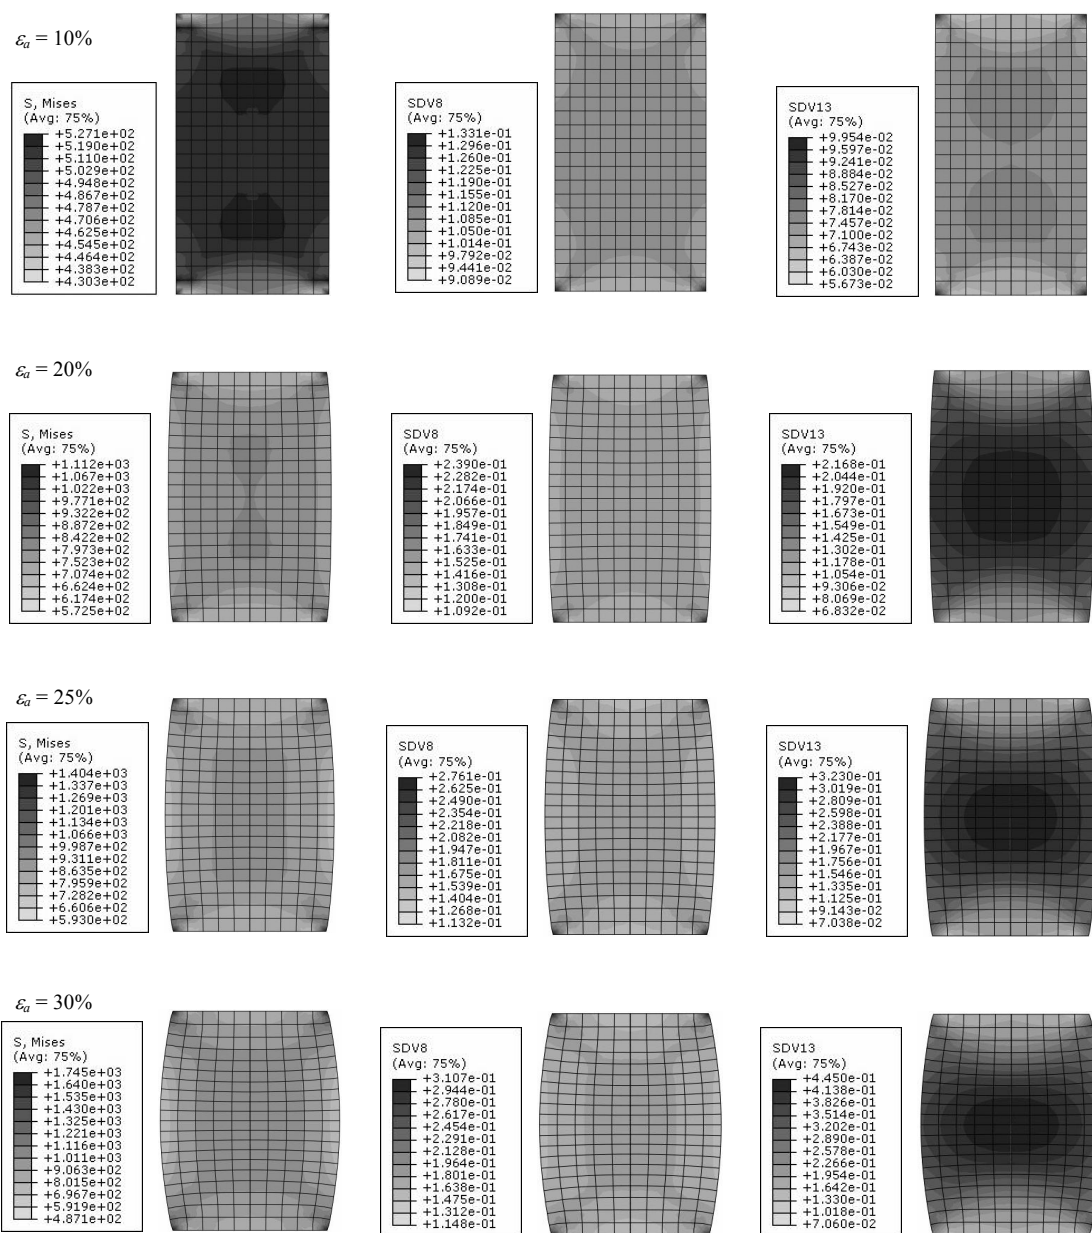 εa = 10%
S, Mises
(Avg: 75%)
+5.271e+02
+5.190e+02
+5.110e+02
+5.029e+02
+4.948e+02
+4.867e+02
+4.787e+02
+4.706e+02
+4.625e+02
+4.545e+02
+4.464e+02
+4.383e+02
+4.303e+02
SDV8
(Avg: 75%)
+1.331e-01
+1.296e-01
+1.260e-01
+1.225e-01
+1.190e-01
+1.155e-01
+1.120e-01
+1.085e-01
+1.050e-01
+1.014e-01
+9.792e-02
+9.441e-02
+9.089e-02
SDV13
(Avg: 75%)
+9.954e-02
+9.597e-02
+9.241e-02
+8.884e-02
+8.527e-02
+8.170e-02
+7.814e-02
+7.457e-02
+7.100e-02
+6.743e-02
+6.387e-02
+6.030e-02
+5.673e-02
εa = 20%
S, Mises
(Avg: 75%)
+1.112e+03
+1.067e+03
+1.022e+03
+9.771e+02
+9.322e+02
+8.872e+02
+8.422e+02
+7.973e+02
+7.523e+02
+7.074e+02
+6.624e+02
+6.174e+02
+5.725e+02
SDV8
(Avg: 75%)
+2.390e-01
+2.282e-01
+2.174e-01
+2.066e-01
+1.957e-01
+1.849e-01
+1.741e-01
+1.633e-01
+1.525e-01
+1.416e-01
+1.308e-01
+1.200e-01
+1.092e-01
SDV13
(Avg: 75%)
+2.168e-01
+2.044e-01
+1.920e-01
+1.797e-01
+1.673e-01
+1.549e-01
+1.425e-01
+1.302e-01
+1.178e-01
+1.054e-01
+9.306e-02
+8.069e-02
+6.832e-02
εa = 25%
S, Mises
(Avg: 75%)
+1.404e+03
+1.337e+03
+1.269e+03
+1.201e+03
+1.134e+03
+1.066e+03
+9.987e+02
+9.311e+02
+8.635e+02
+7.959e+02
+7.282e+02
+6.606e+02
+5.930e+02
SDV8
(Avg: 75%)
+2.761e-01
+2.625e-01
+2.490e-01
+2.354e-01
+2.218e-01
+2.082e-01
+1.947e-01
+1.811e-01
+1.675e-01
+1.539e-01
+1.404e-01
+1.268e-01
+1.132e-01
SDV13
(Avg: 75%)
+3.230e-01
+3.019e-01
+2.809e-01
+2.598e-01
+2.388e-01
+2.177e-01
+1.967e-01
+1.756e-01
+1.546e-01
+1.335e-01
+1.125e-01
+9.143e-02
+7.038e-02
εa = 30%
S, Mises
(Avg: 75%)
+1.745e+03
+1.640e+03
+1.535e+03
+1.430e+03
+1.325e+03
+1.221e+03
+1.116e+03
+1.011e+03
+9.063e+02
+8.015e+02
+6.967e+02
+5.919e+02
+4.871e+02
SDV8
(Avg: 75%)
+3.107e-01
+2.944e-01
+2.780e-01
+2.617e-01
+2.454e-01
+2.291e-01
+2.128e-01
+1.964e-01
+1.801e-01
+1.638e-01
+1.475e-01
+1.312e-01
+1.148e-01
SDV13
(Avg: 75%)
+4.450e-01
+4.138e-01
+3.826e-01
+3.514e-01
+3.202e-01
+2.890e-01
+2.578e-01
+2.266e-01
+1.954e-01
+1.642e-01
+1.330e-01
+1.018e-01
+7.060e-02